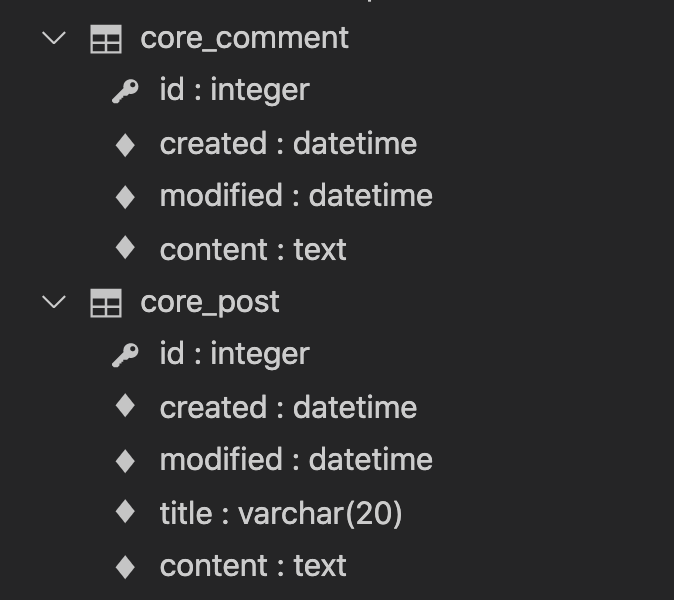 core_comment
id : integer
created : datetime
modified : datetime
content : text
core_post
id : integer
created : datetime
modified : datetime
title : varchar(20)
content : text